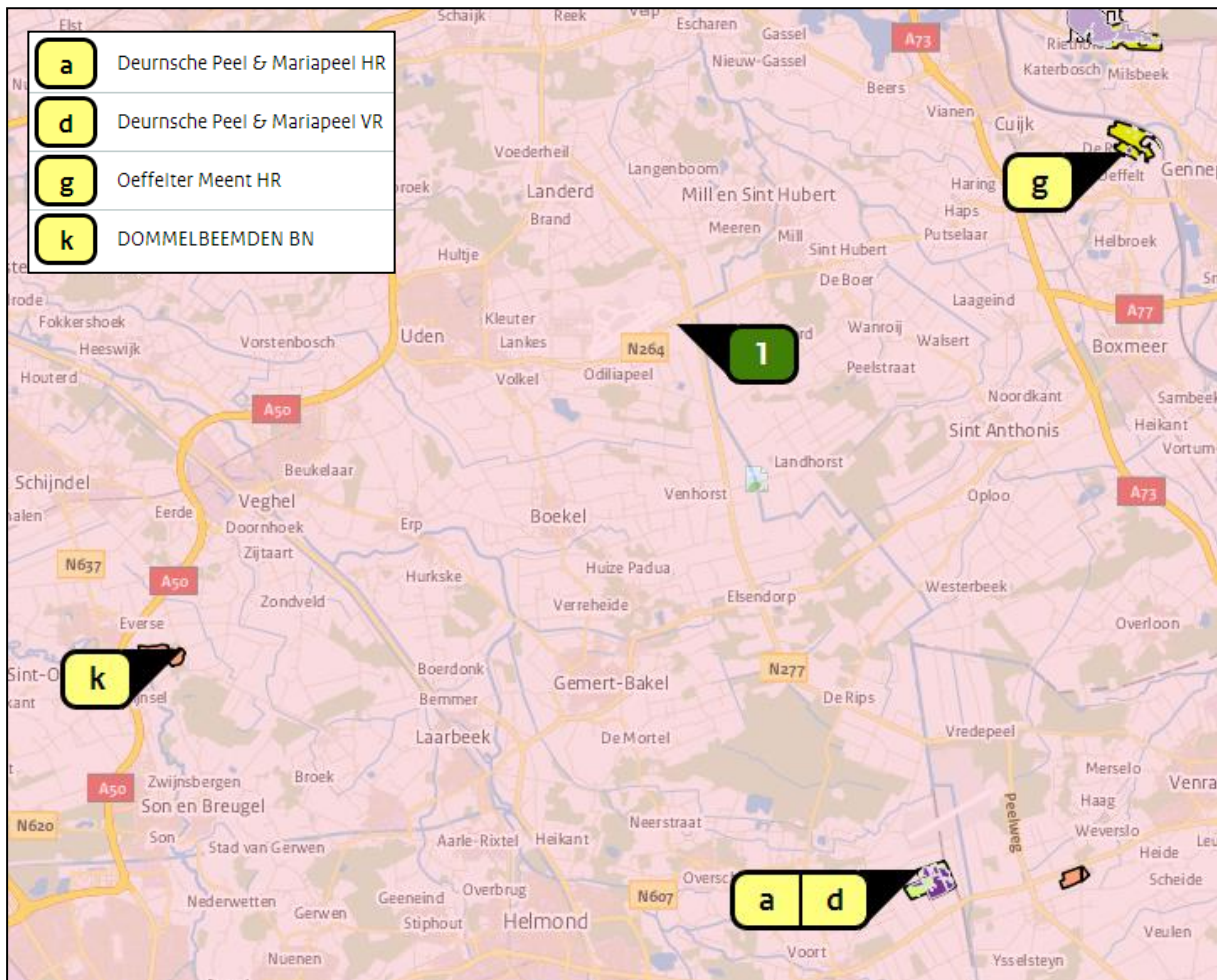 a Deurnsche Peel & Mariapeel HR
d Deurnsche Peel & Mariapeel VR
g Oeffelter Meent HR
k DOMMELBEEMDEN BN
Elst
Schaijk
Reek
Escharen
Gassel
A73
Nieuw-Gassel
Katerbosch
Milsbeek
Beers
Vianen
Cuijk
Voederheil
Langenboom
Landerd
Mill en Sint Hubert
Haring
g
Oeffelt
Brand
Haps
Meeren
Mill
Putselaar
Hultje
Sint Hubert
Helbroek
De Boer
Laageind
A77
Fokkershoek
Kleuter
Wanroij
Heeswijk
Vorstenbosch
Uden
Lankes
N264
1
Walsert
Boxmeer
Peelstraat
Houterd
Volkel
Odiliapeel
Noordkant
A50
Sint Anthonis
Heikant
Landhorst
Beukelaar
Schijndel
Venhorst
Oploo
A73
Veghel
Eerde
Boekel
Doornhoek
Erp
Zijtaart
N637
A50
Hurkske
Huize Padua
Westerbeek
Zondveld
Verreheide
Elsendorp
Everse
Overloon
k
Boerdonk
Gemert-Bakel
N277
De Rips
Bemmer
Laarbeek
De Mortel
Vredepeel
Merselo
A50
Zwijnsbergen
Broek
Son en Breugel
Peelweg
Haag
N620
Neerstraat
Weverslo
Son
Stad van Gerwen
Aarle-Rixtel
Heikant
Heide
Scheide
Nederwetten
Geeneind
Overbrug
N607
a d
Gerwen
Stiphout
Helmond
Veulen
Voort
Nuenen
Ysselsteyn